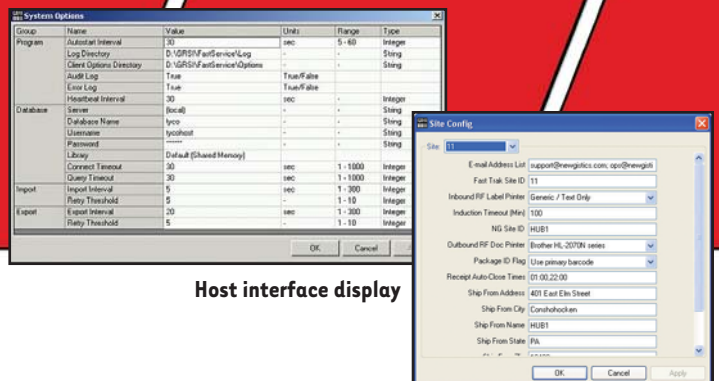 System Options
Group Name Value Units Range Type
Program Autostart Interval 30 sec 5 - 60 Integer
Log Directory D:\GRSI\FastService\Log - - String
Client Options Directory D:\GRSI\FastService\Options - - String
Audit Log True True/False
Error Log True True/False
Heartbeat Interval 30 sec - Integer
Database Server (local) - - String
Database Name tyco - - String
Username tycohost - - String
Password - - String
Library Default (Shared Memory) - - String
Connect Timeout 30 sec 1 - 1000 Integer
Query Timeout 30 sec 1 - 1000 Integer
Import Import Interval 5 sec 1 - 300 Integer
Retry Threshold 5 - 1 - 10 Integer
Export Export Interval 20 sec 1 - 300 Integer
Retry Threshold 5 - 1 - 10 Integer
OK Cancel
Host interface display
Site Config
Site 11
E-mail Address List support@newgistics.com; ops@newgisti
Fast Trak Site ID 11
Inbound RF Label Printer Generic / Text Only
Induction Timeout (Min) 100
NG Site ID HUB1
Outbound RF Doc Printer Brother HL-2070N series
Package ID Flag Use primary barcode
Receipt Auto-Close Times 01:00,22:00
Ship From Address 401 East Elm Street
Ship From City Conshohocken
Ship From Name HUB1
Ship From State PA
OK Cancel Apply